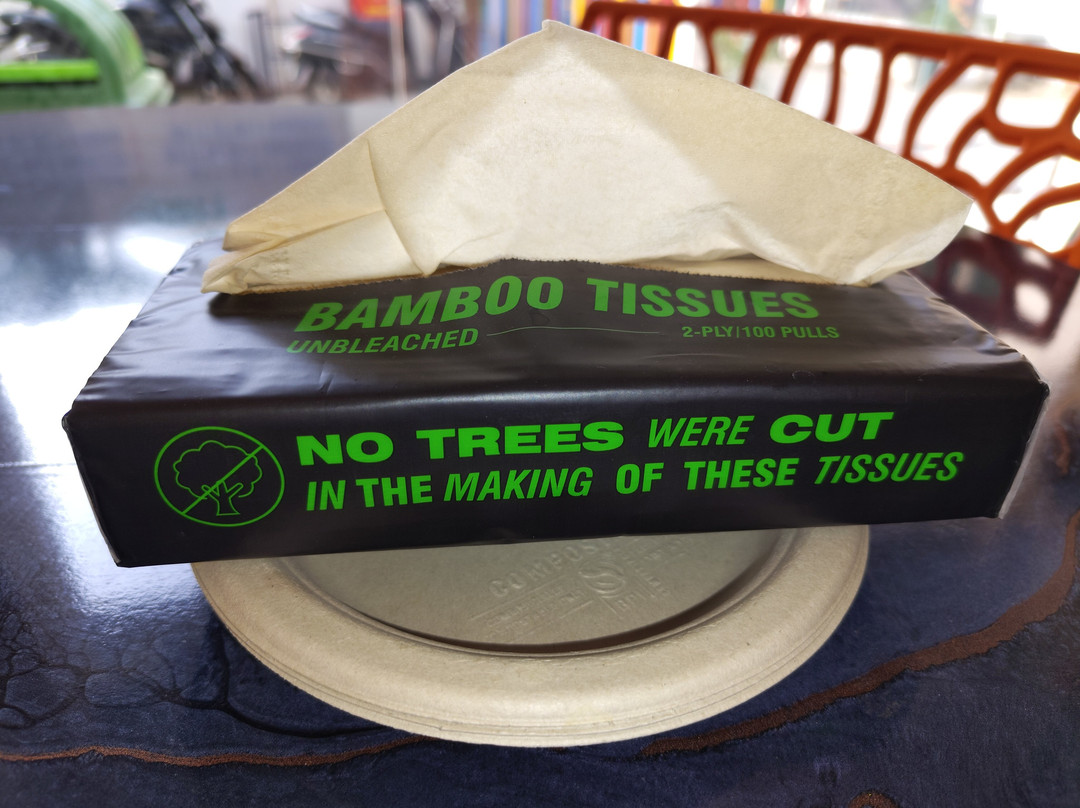 BAMBOO TISSUES
UNBLEACHED 2-PLY/100 PULLS
NO TREES WERE CUT
IN THE MAKING OF THESE TISSUES